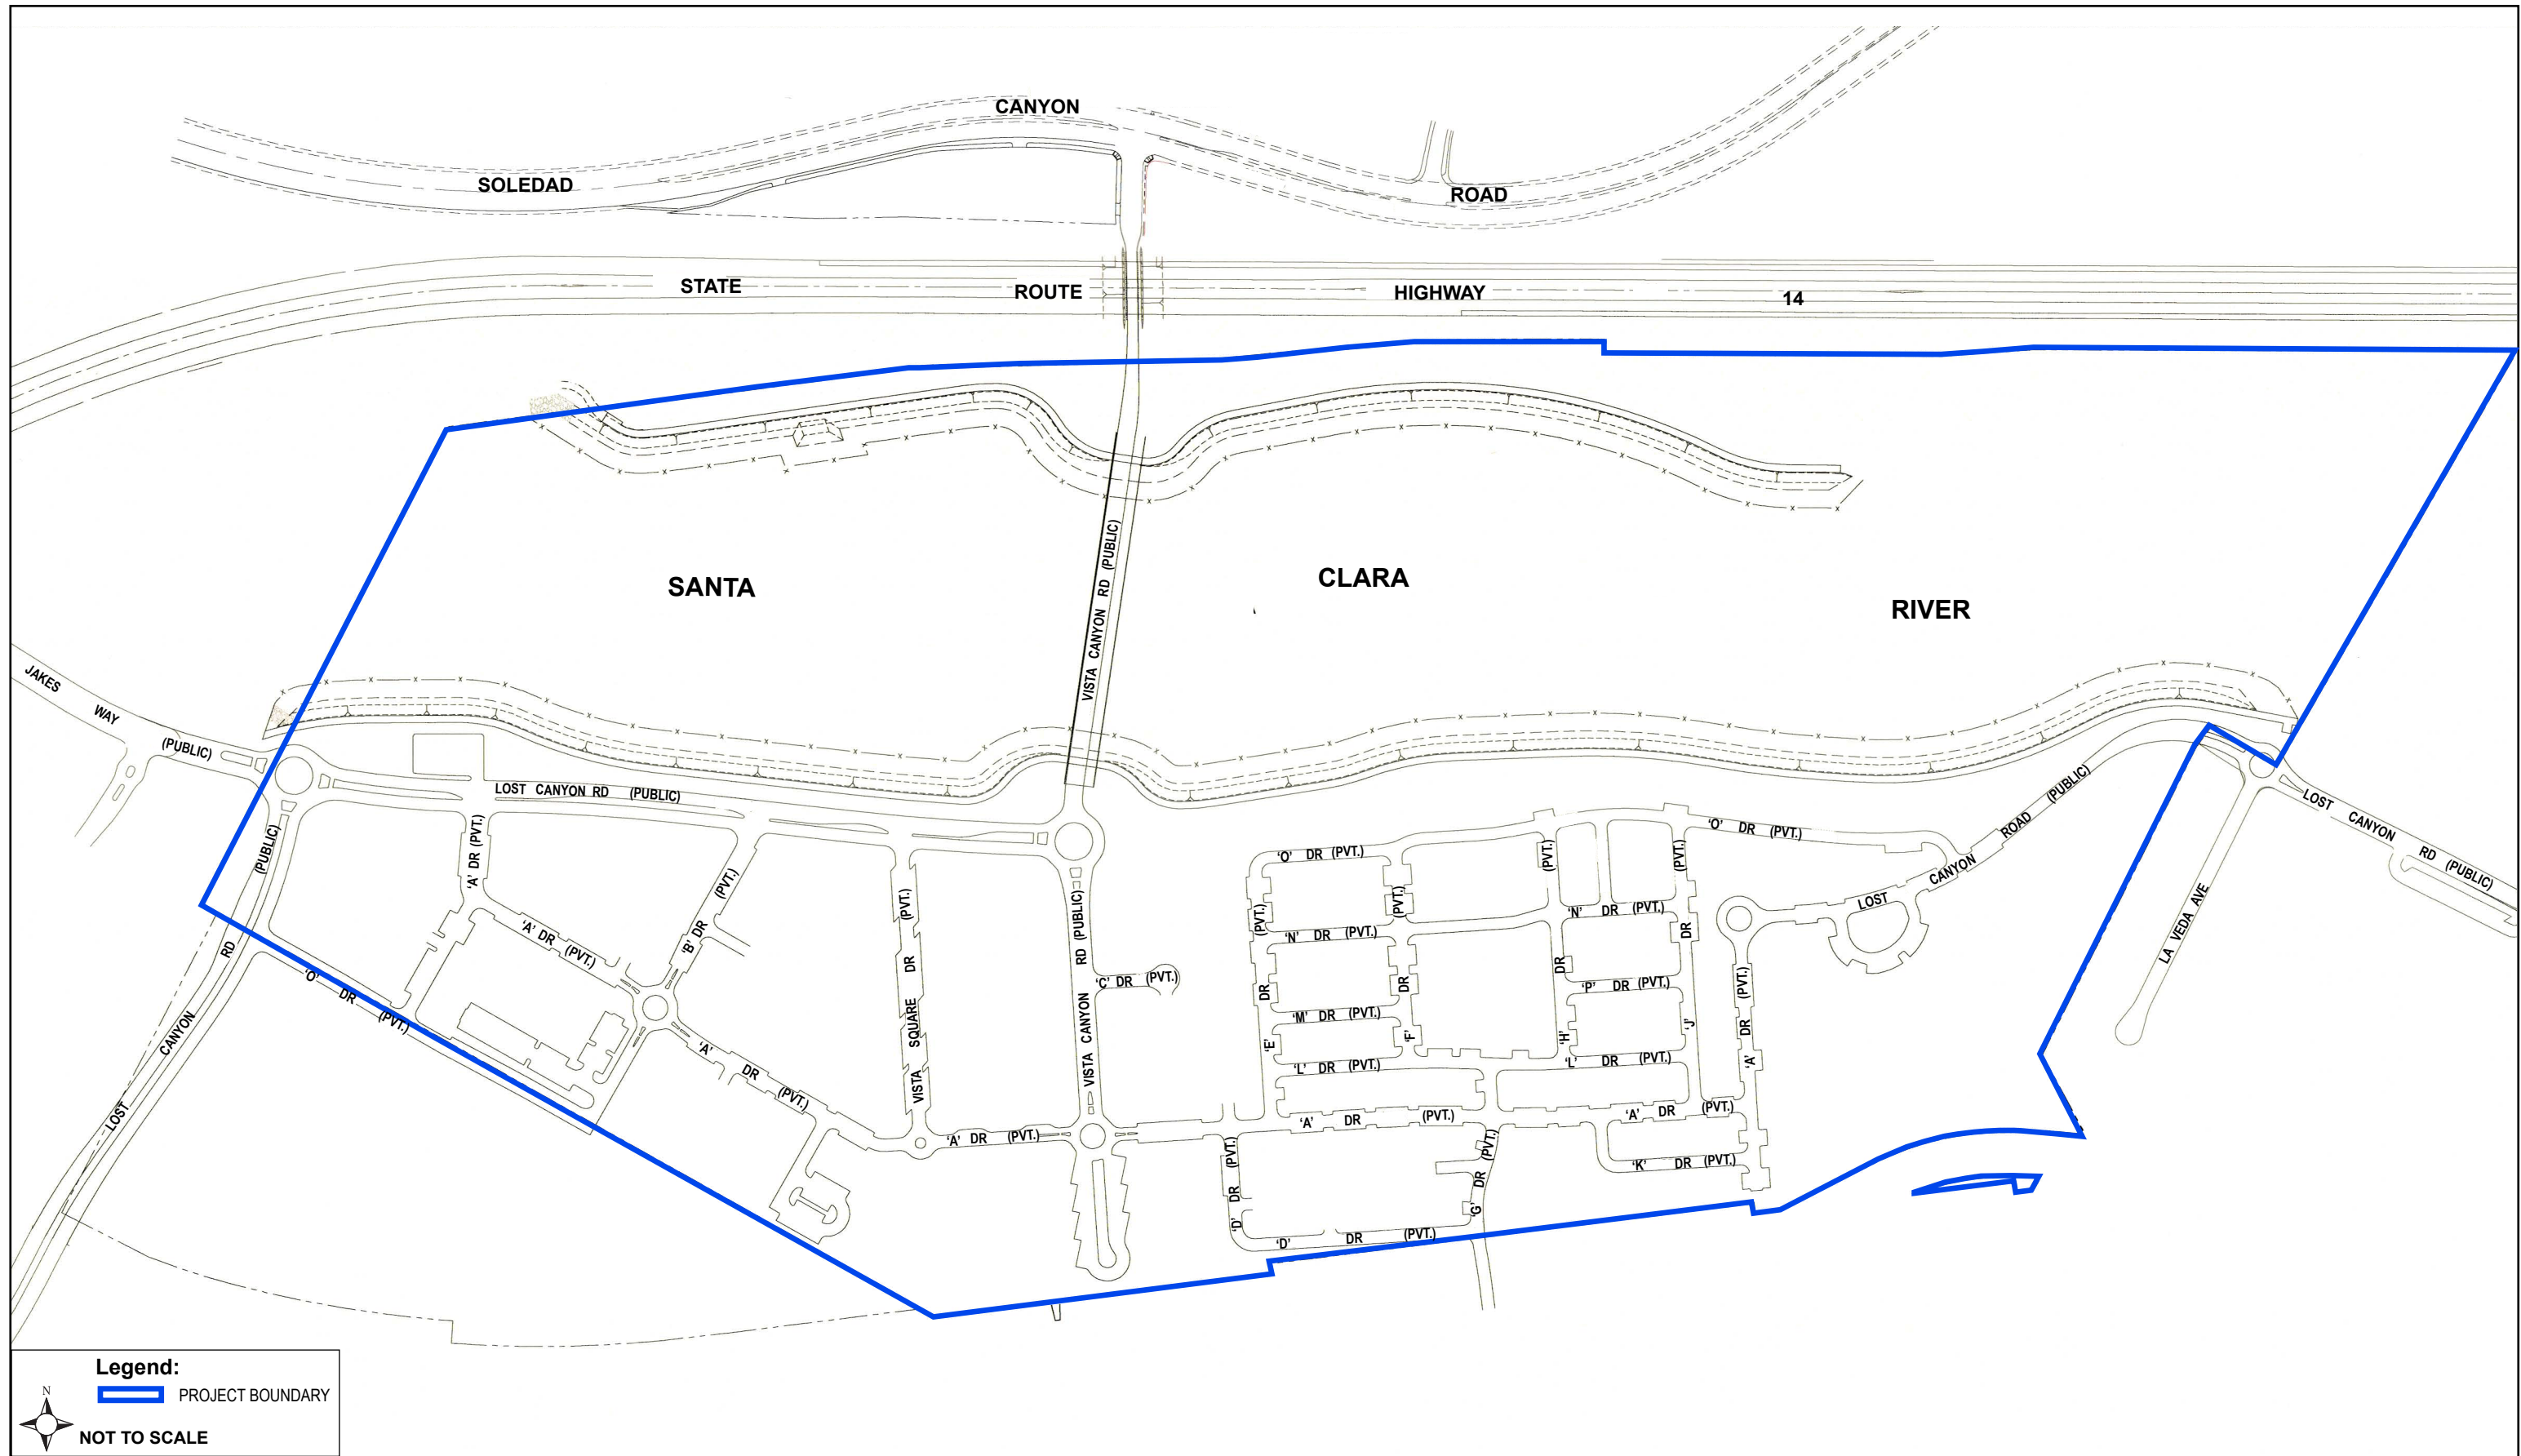 CANYON
SOLEDAD
ROAD
STATE ROUTE HIGHWAY 14
VISTA CANYON RD (PUBLIC)
SANTA CLARA RIVER
JAKES WAY (PUBLIC)
LOST CANYON RD (PUBLIC)
LOST CANYON RD (PUBLIC)
LOST CANYON ROAD (PUBLIC)
LOST CANYON RD (PUBLIC)
LA VEDA AVE
'A' DR (PVT.)
'A' DR (PVT.)
'B' DR (PVT.)
'O' DR (PVT.)
'A' DR (PVT.)
VISTA SQUARE DR (PVT.)
VISTA CANYON RD (PUBLIC)
'C' DR (PVT.)
'A' DR (PVT.)
'O' DR (PVT.)
'O' DR (PVT.)
'E' DR (PVT.)
'F' DR (PVT.)
'H' DR (PVT.)
'J' DR (PVT.)
'N' DR (PVT.)
'N' DR (PVT.)
'M' DR (PVT.)
'P' DR (PVT.)
'L' DR (PVT.)
'L' DR (PVT.)
'A' DR (PVT.)
'A' DR (PVT.)
'A' DR (PVT.)
'K' DR (PVT.)
'D' DR (PVT.)
'D' DR (PVT.)
'G' DR (PVT.)
Legend:
PROJECT BOUNDARY
N
NOT TO SCALE